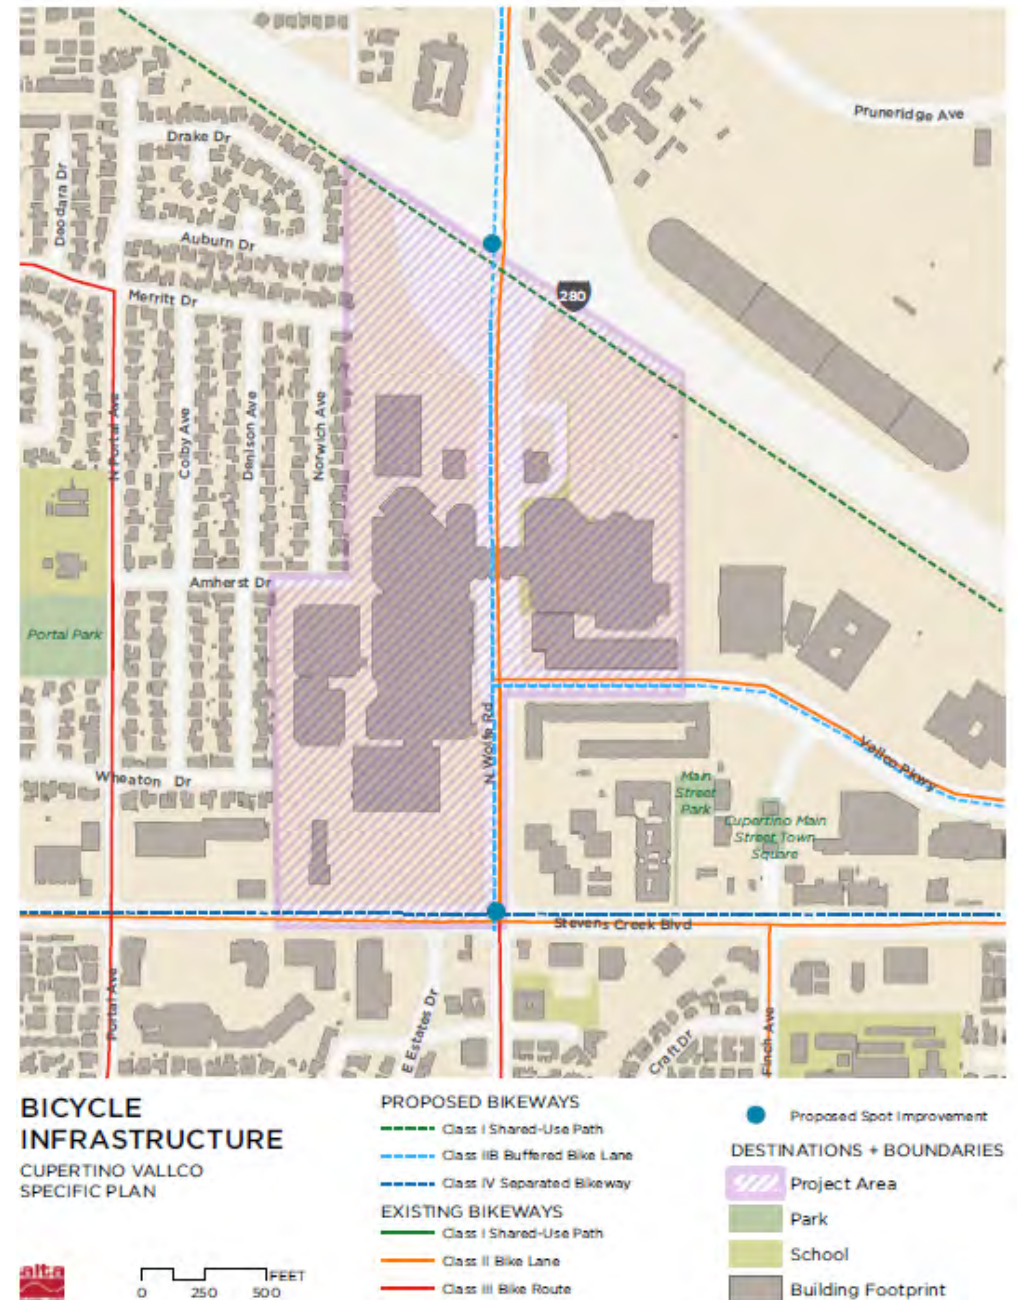 Pruneridge Ave
Drake Dr
Deodara Dr
Auburn Dr
Merritt Dr
280
N Portal Ave
Colby Ave
Denison Ave
Norwich Ave
Amherst Dr
Portal Park
N Wolfe Rd
Vallco Pkwy
Wheaton Dr
Main
Street
Park
Cupertino Main
Street Town
Square
Stevens Creek Blvd
Portal Ave
E Estates Dr
Craft Dr
Finch Ave
BICYCLE
INFRASTRUCTURE
CUPERTINO VALLCO
SPECIFIC PLAN
alta
FEET
0 250 500
PROPOSED BIKEWAYS
Class I Shared-Use Path
Class IIB Buffered Bike Lane
Class IV Separated Bikeway
EXISTING BIKEWAYS
Class I Shared-Use Path
Class II Bike Lane
Class III Bike Route
Proposed Spot Improvement
DESTINATIONS + BOUNDARIES
Project Area
Park
School
Building Footprint